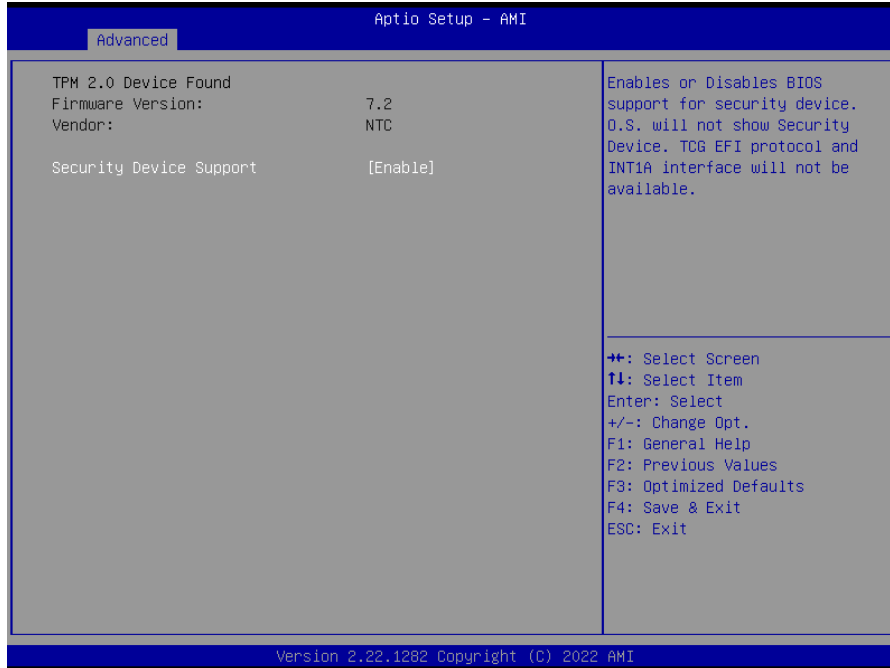 Aptio Setup – AMI
Advanced
TPM 2.0 Device Found
Firmware Version: 7.2
Vendor: NTC
Security Device Support [Enable]
Enables or Disables BIOS
support for security device.
O.S. will not show Security
Device. TCG EFI protocol and
INT1A interface will not be
available.
→←: Select Screen
↑↓: Select Item
Enter: Select
+/-: Change Opt.
F1: General Help
F2: Previous Values
F3: Optimized Defaults
F4: Save & Exit
ESC: Exit
Version 2.22.1282 Copyright (C) 2022 AMI